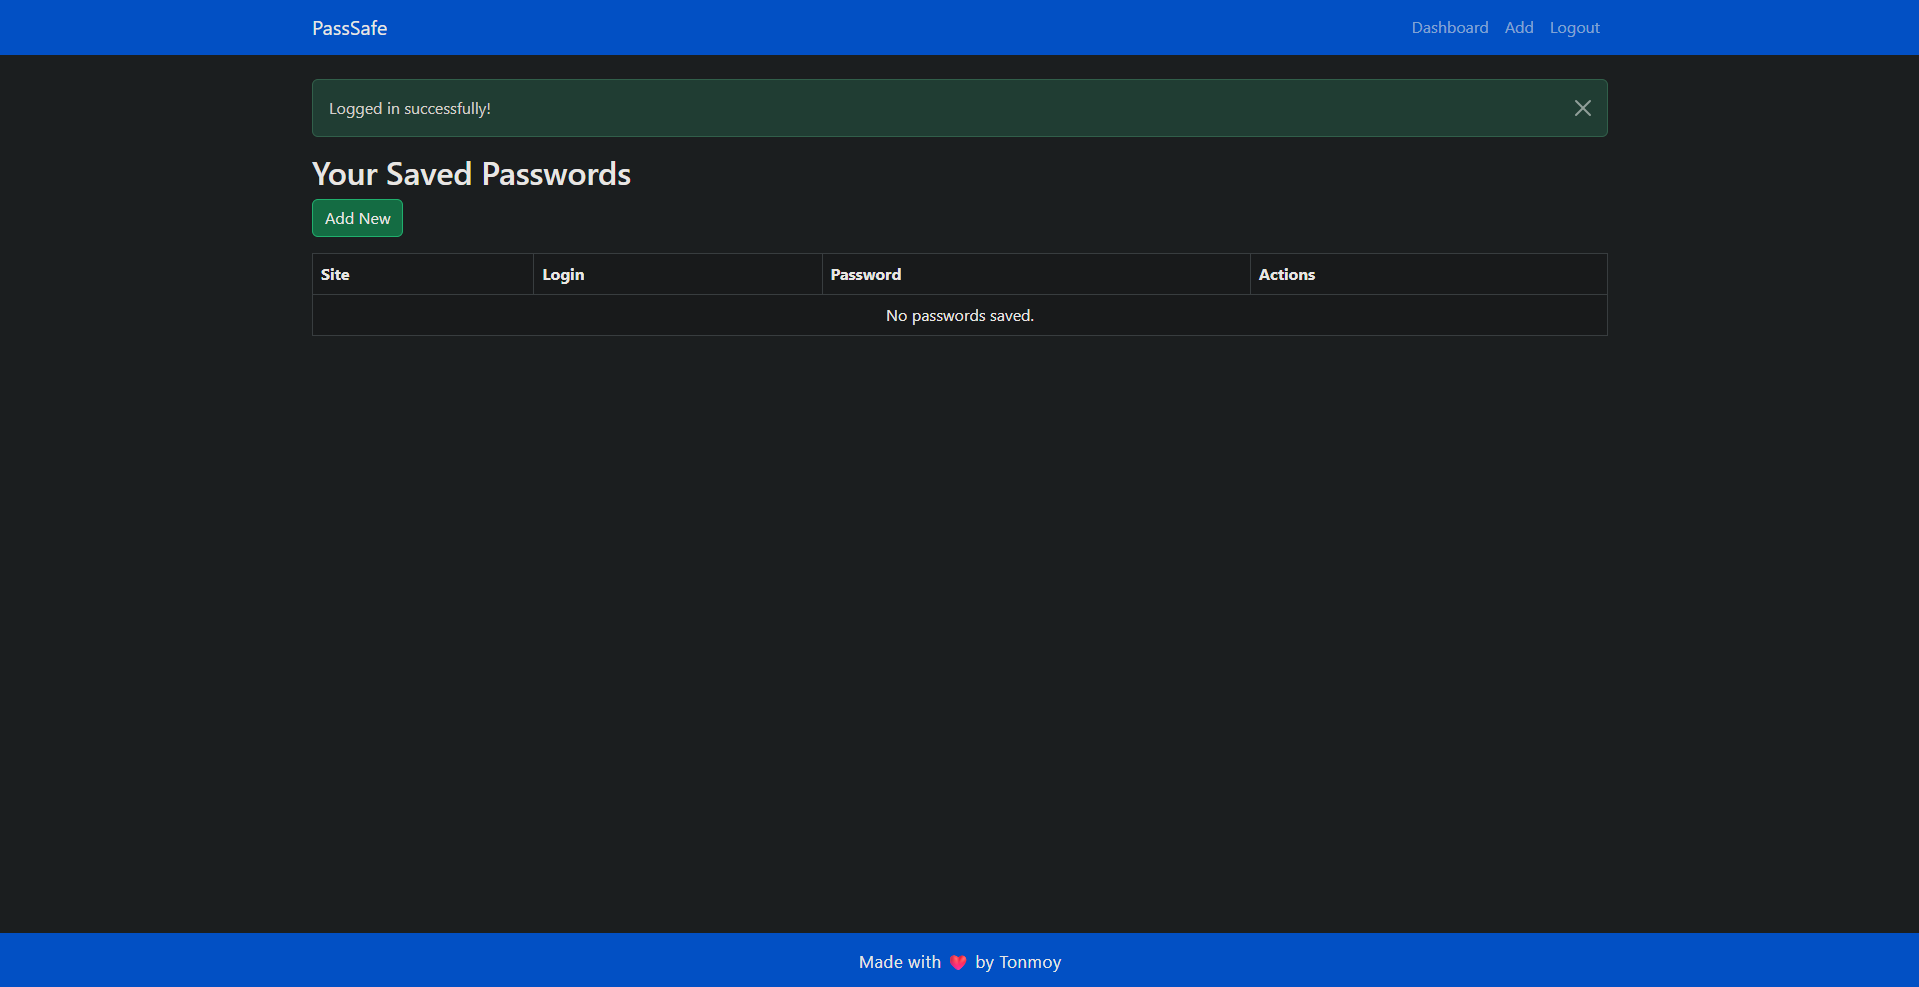 PassSafe Dashboard Add Logout
Logged in successfully!
Your Saved Passwords
Add New
Site Login Password Actions
No passwords saved.
Made with ❤️ by Tonmoy